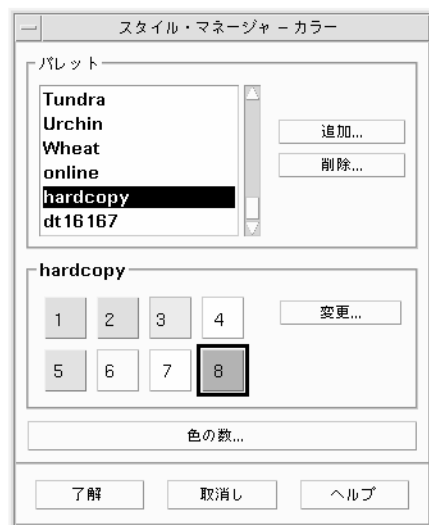 スタイル・マネージャ – カラー
パレット
Tundra
Urchin
Wheat
online
hardcopy
dt16167
追加...
削除...
hardcopy
1 2 3 4
5 6 7 8
変更...
色の数...
了解 取消し ヘルプ